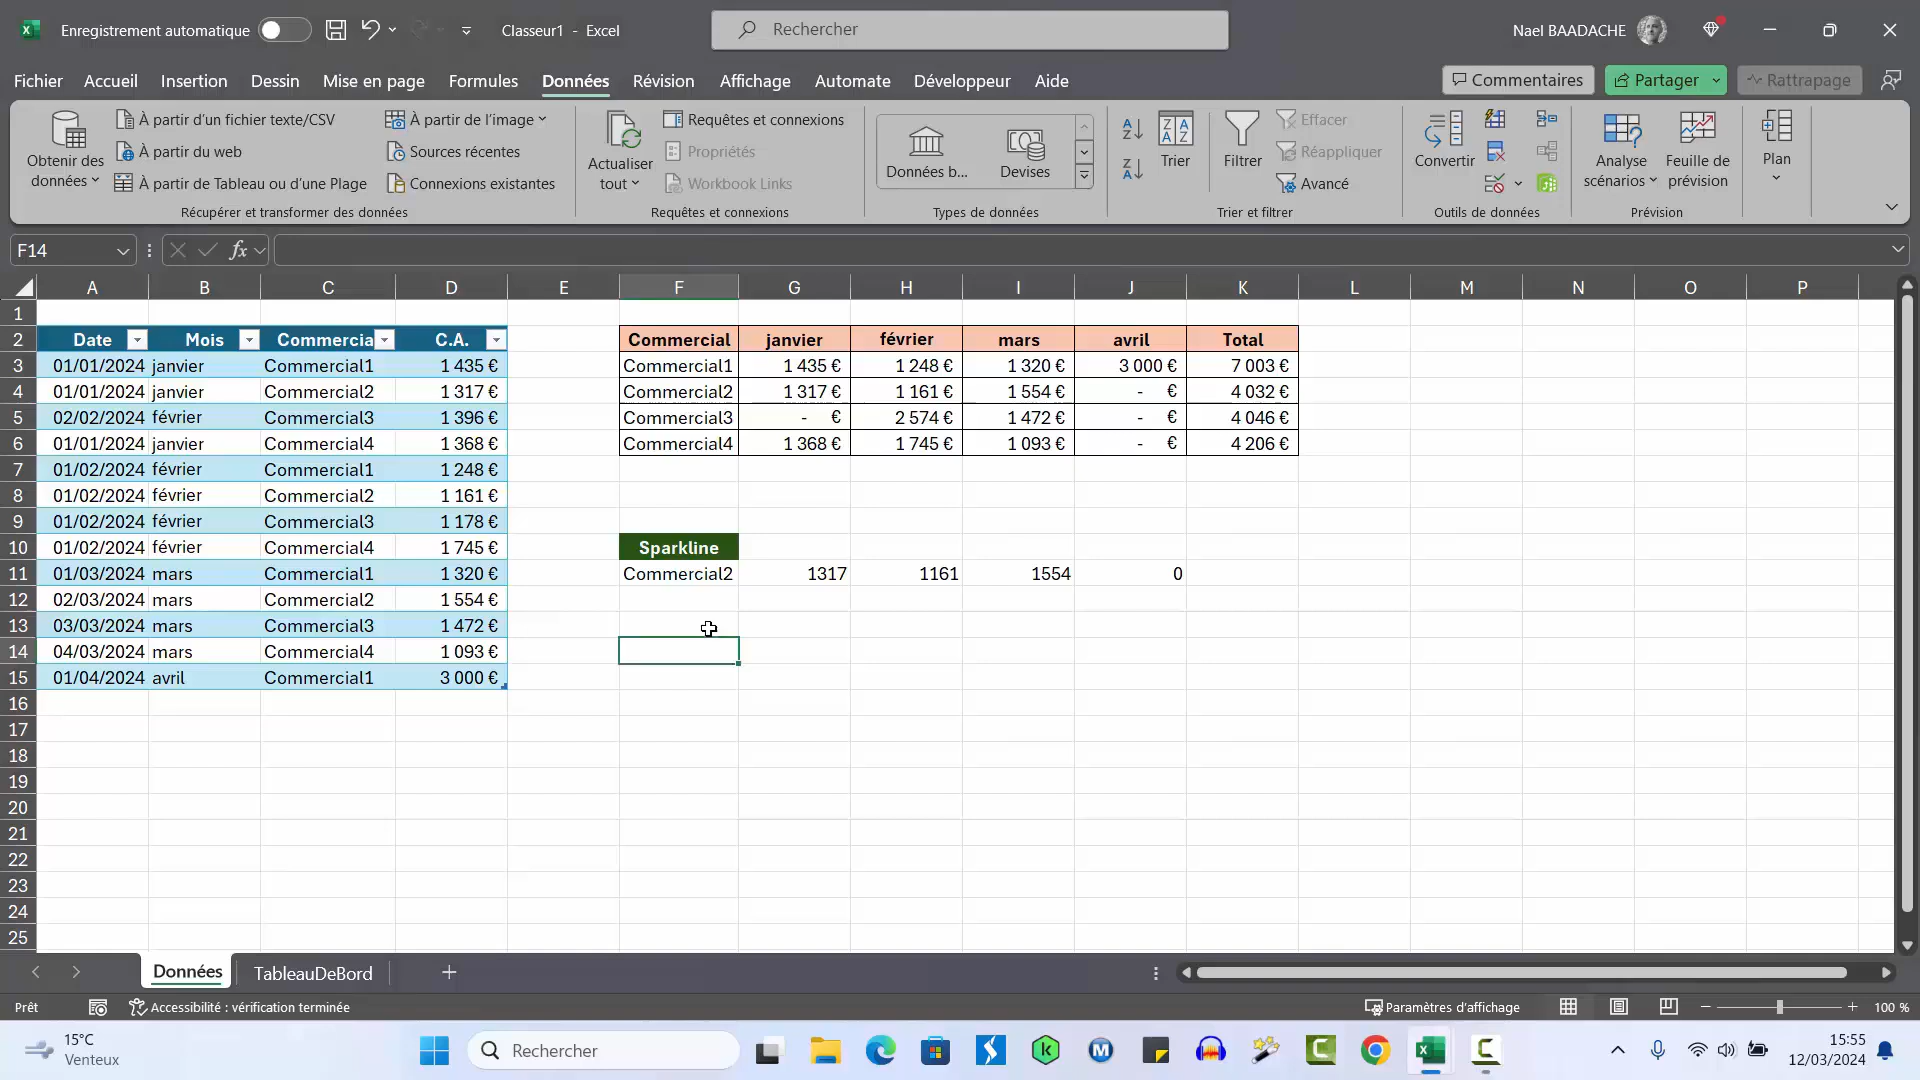 Enregistrement automatique
Classeur1 - Excel
Rechercher
Nael BAADACHE
Fichier Accueil Insertion Dessin Mise en page Formules Données Révision Affichage Automate Développeur Aide
Commentaires Partager Rattrapage
Obtenir des données
À partir d’un fichier texte/CSV
À partir du web
À partir de Tableau ou d’une Plage
À partir de l’image
Sources récentes
Connexions existantes
Récupérer et transformer des données
Actualiser tout
Requêtes et connexions
Propriétés
Workbook Links
Requêtes et connexions
Données b... Devises
Types de données
Trier
Filtrer
Effacer
Réappliquer
Avancé
Trier et filtrer
Convertir
Outils de données
Analyse scénarios
Feuille de prévision
Prévision
Plan
F14
fx
A B C D E F G H I J K L M N O P
1
2 Date Mois Commercia C.A. Commercial janvier février mars avril Total
3 01/01/2024 janvier Commercial1 1 435 € Commercial1 1 435 € 1 248 € 1 320 € 3 000 € 7 003 €
4 01/01/2024 janvier Commercial2 1 317 € Commercial2 1 317 € 1 161 € 1 554 € - € 4 032 €
5 02/02/2024 février Commercial3 1 396 € Commercial3 - € 2 574 € 1 472 € - € 4 046 €
6 01/01/2024 janvier Commercial4 1 368 € Commercial4 1 368 € 1 745 € 1 093 € - € 4 206 €
7 01/02/2024 février Commercial1 1 248 €
8 01/02/2024 février Commercial2 1 161 €
9 01/02/2024 février Commercial3 1 178 €
10 01/02/2024 février Commercial4 1 745 € Sparkline
11 01/03/2024 mars Commercial1 1 320 € Commercial2 1317 1161 1554 0
12 02/03/2024 mars Commercial2 1 554 €
13 03/03/2024 mars Commercial3 1 472 €
14 04/03/2024 mars Commercial4 1 093 €
15 01/04/2024 avril Commercial1 3 000 €
16
17
18
19
20
21
22
23
24
25
Données TableauDeBord
Prêt
Accessibilité : vérification terminée
Paramètres d’affichage
100 %
15°C
Venteux
Rechercher
15:55
12/03/2024